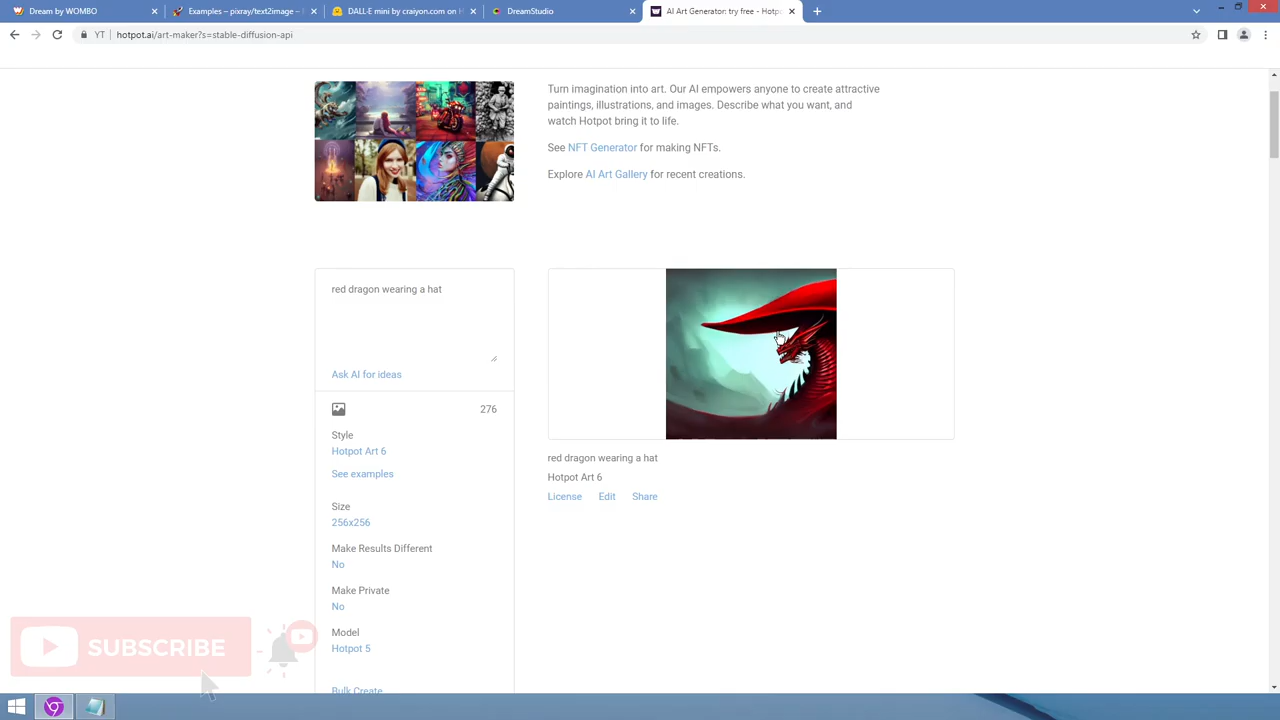 Dream by WOMBO
Examples – pixray/text2image –
DALL·E mini by craiyon.com on H
DreamStudio
AI Art Generator: try free - Hotpo
YT
hotpot.ai/art-maker?s=stable-diffusion-api
Turn imagination into art. Our AI empowers anyone to create attractive
paintings, illustrations, and images. Describe what you want, and
watch Hotpot bring it to life.
See NFT Generator for making NFTs.
Explore AI Art Gallery for recent creations.
red dragon wearing a hat
Ask AI for ideas
276
Style
Hotpot Art 6
See examples
Size
256x256
Make Results Different
No
Make Private
No
Model
Hotpot 5
Bulk Create
red dragon wearing a hat
Hotpot Art 6
License Edit Share
SUBSCRIBE